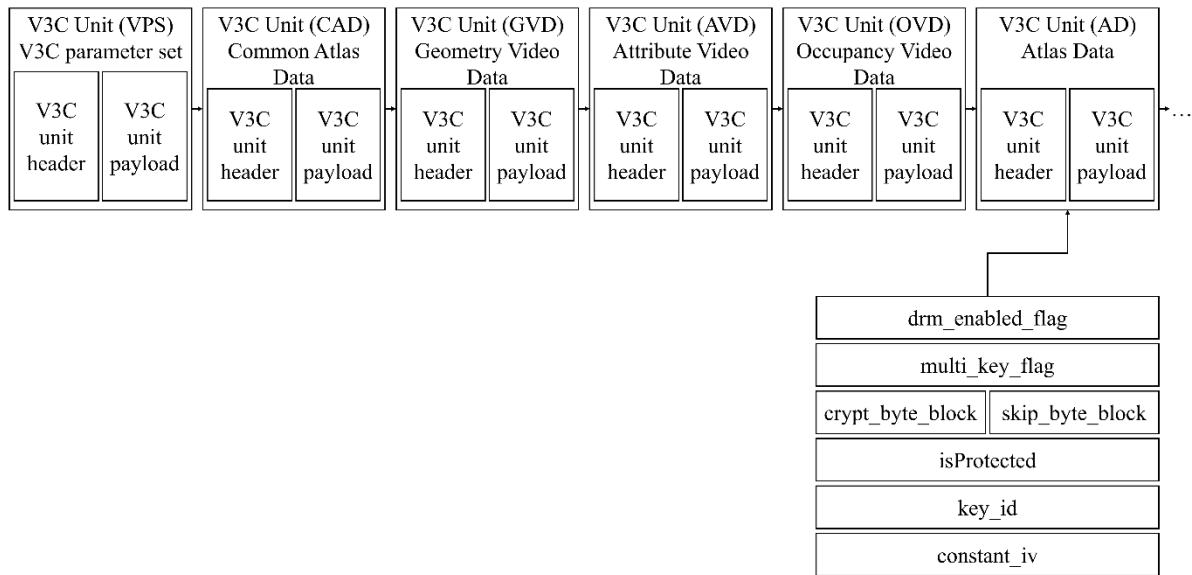 V3C Unit (VPS)
V3C parameter set
V3C
unit
header
V3C
unit
payload
V3C Unit (CAD)
Common Atlas
Data
V3C
unit
header
V3C
unit
payload
V3C Unit (GVD)
Geometry Video
Data
V3C
unit
header
V3C
unit
payload
V3C Unit (AVD)
Attribute Video
Data
V3C
unit
header
V3C
unit
payload
V3C Unit (OVD)
Occupancy Video
Data
V3C
unit
header
V3C
unit
payload
V3C Unit (AD)
Atlas Data
V3C
unit
header
V3C
unit
payload
...
drm_enabled_flag
multi_key_flag
crypt_byte_block
skip_byte_block
isProtected
key_id
constant_iv